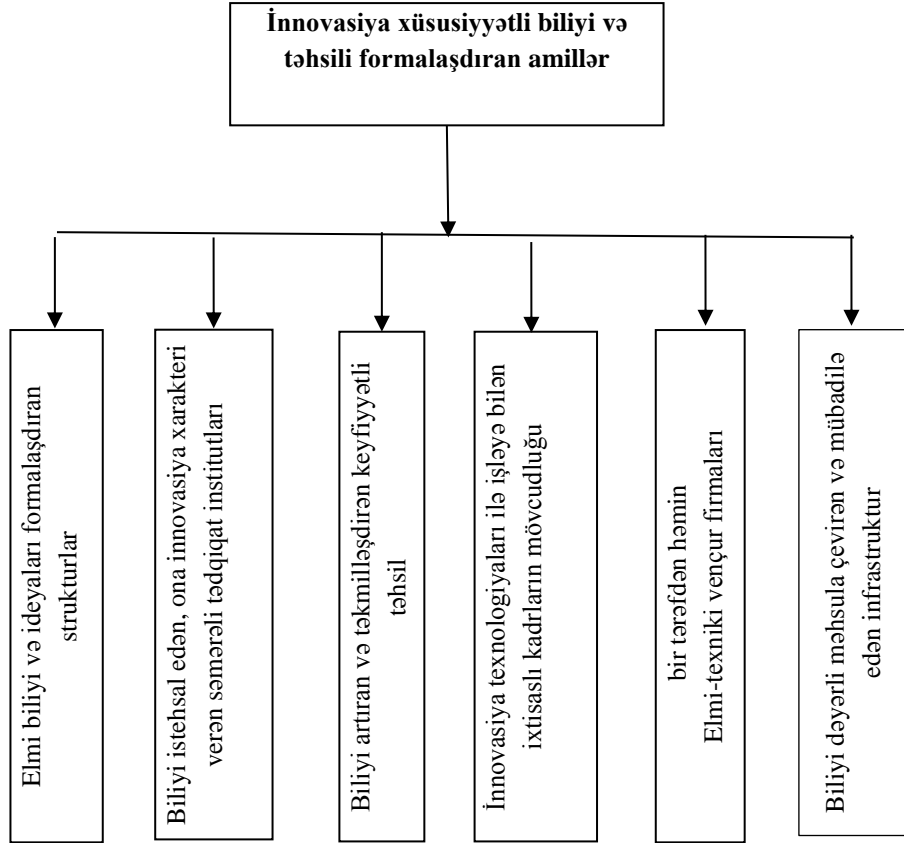 İnnovasiya xüsusiyyətli biliyi və
təhsili formalaşdıran amillər
Elmi biliyi və ideyaları formalaşdıran
strukturlar
Biliyi istehsal edən, ona innovasiya xarakteri
verən səmərəli tədqiqat institutları
Biliyi artıran və təkmilləşdirən keyfiyyətli
təhsil
İnnovasiya texnologiyaları ilə işləyə bilən
ixtisaslı kadrların mövcudluğu
bir tərəfdən həmin
Elmi-texniki vençur firmaları
Biliyi dəyərli məhsula çevirən və mübadilə
edən infrastruktur